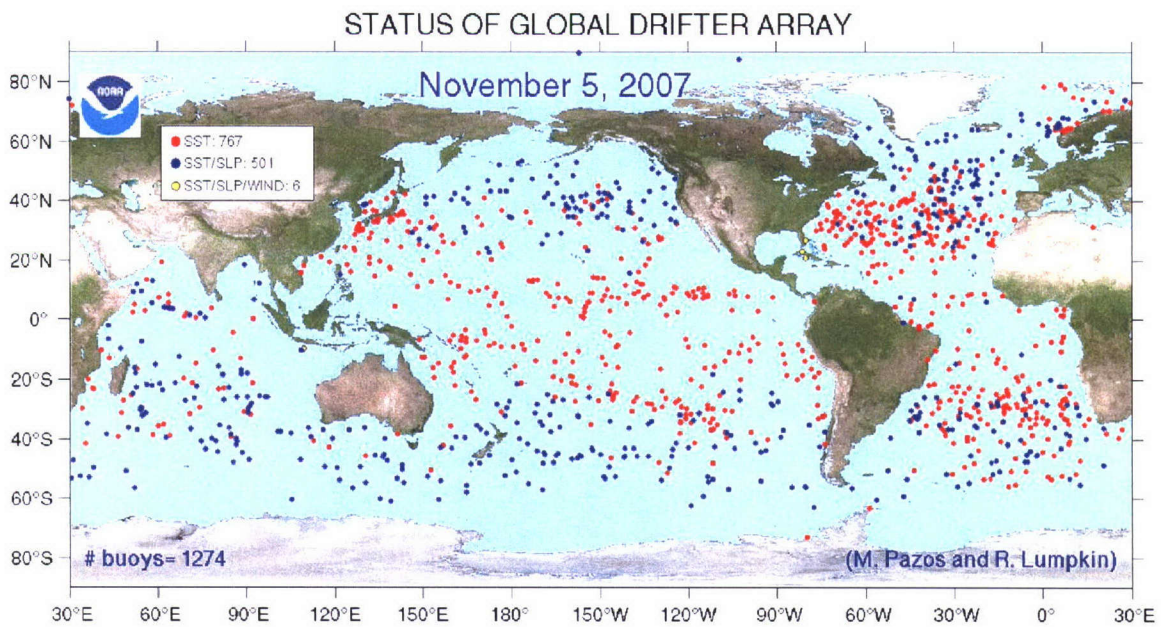 STATUS OF GLOBAL DRIFTER ARRAY
November 5, 2007
NOAA
SST: 767
SST/SLP: 501
SST/SLP/WIND: 6
80°N
60°N
40°N
20°N
0°
20°S
40°S
60°S
80°S
# buoys= 1274
(M. Pazos and R. Lumpkin)
30°E 60°E 90°E 120°E 150°E 180° 150°W 120°W 90°W 60°W 30°W 0° 30°E